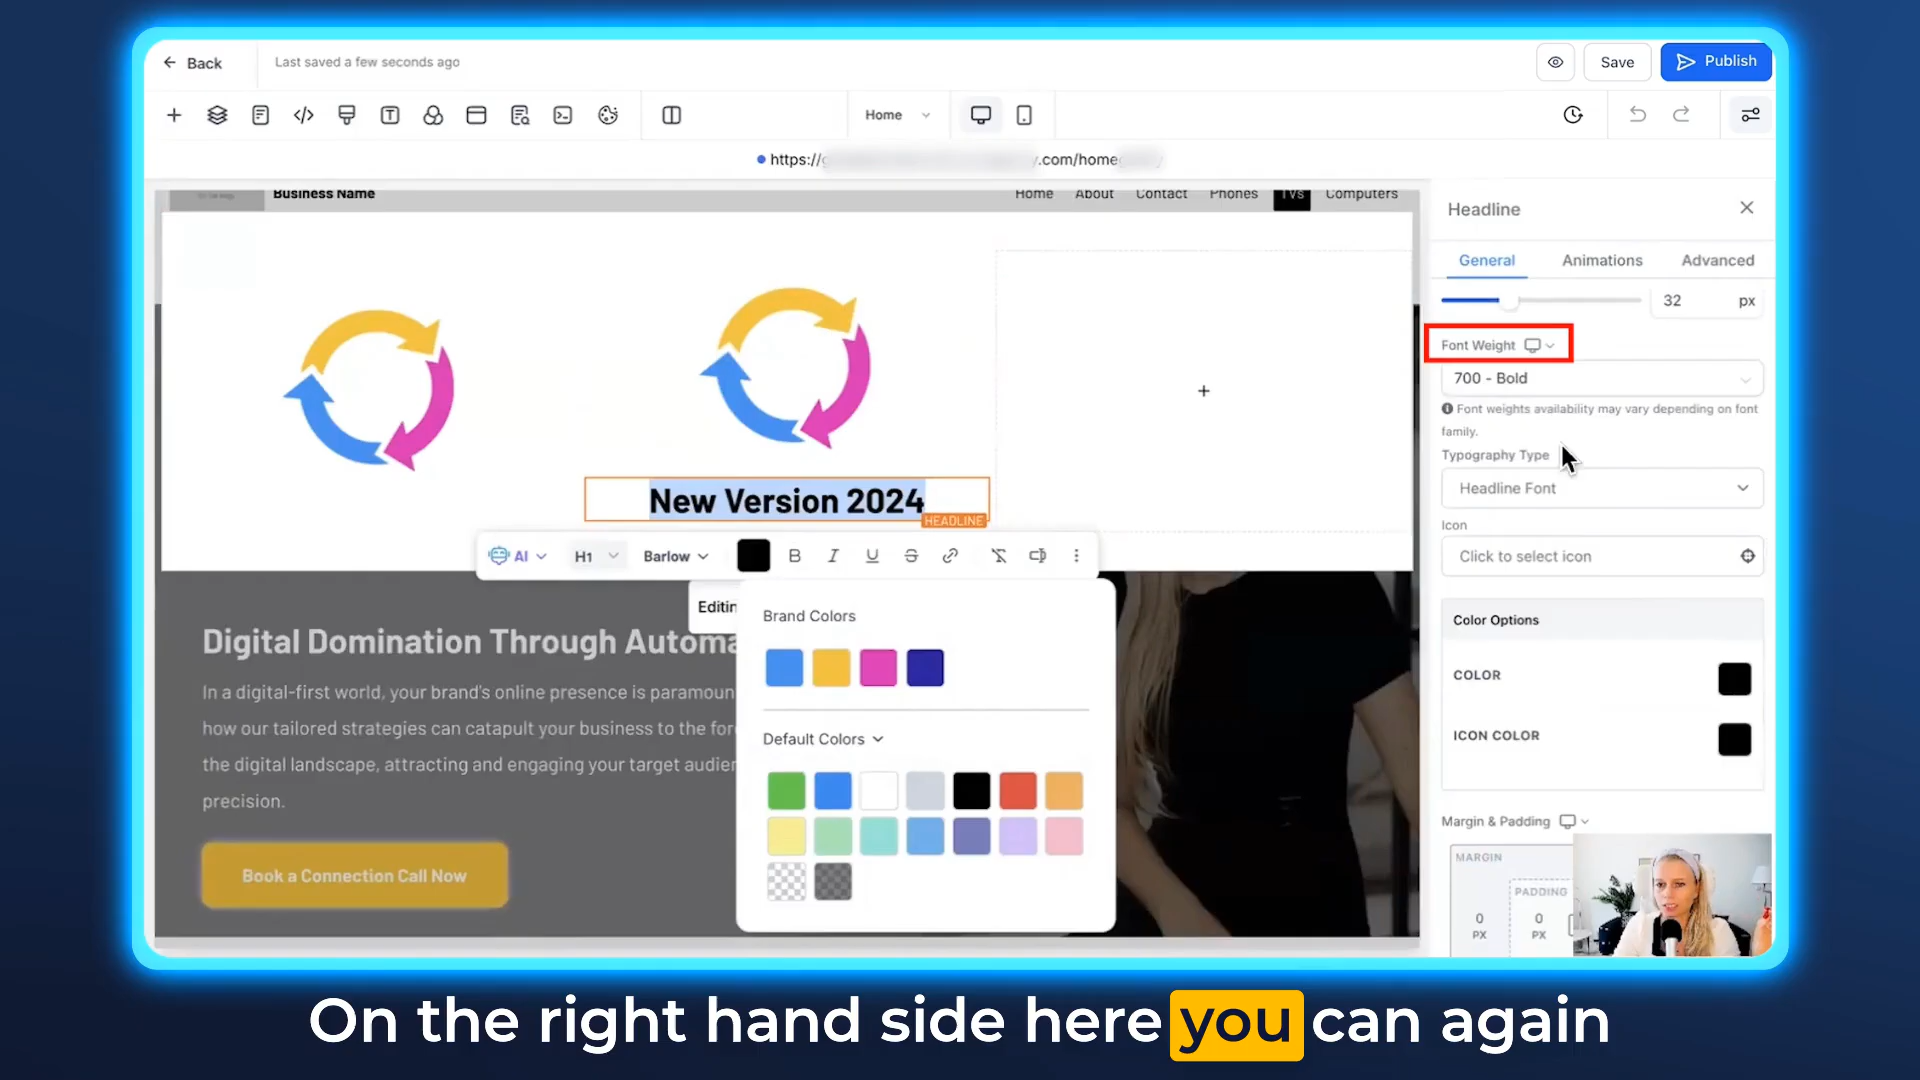 Back
Last saved a few seconds ago
Save
Publish
Home
https://
.com/home
Business Name
Home About Contact Phones TVs Computers
Headline
General Animations Advanced
32 px
Font Weight
700 - Bold
Font weights availability may vary depending on font
family.
Typography Type
Headline Font
Icon
Click to select icon
Color Options
COLOR
ICON COLOR
Margin & Padding
MARGIN
PADDING
0
PX
0
PX
New Version 2024
HEADLINE
AI H1 Barlow B I U S
Editin
Brand Colors
Default Colors
Digital Domination Through Automa
In a digital-first world, your brand's online presence is paramoun
how our tailored strategies can catapult your business to the for
the digital landscape, attracting and engaging your target audien
precision.
Book a Connection Call Now
On the right hand side here you can again